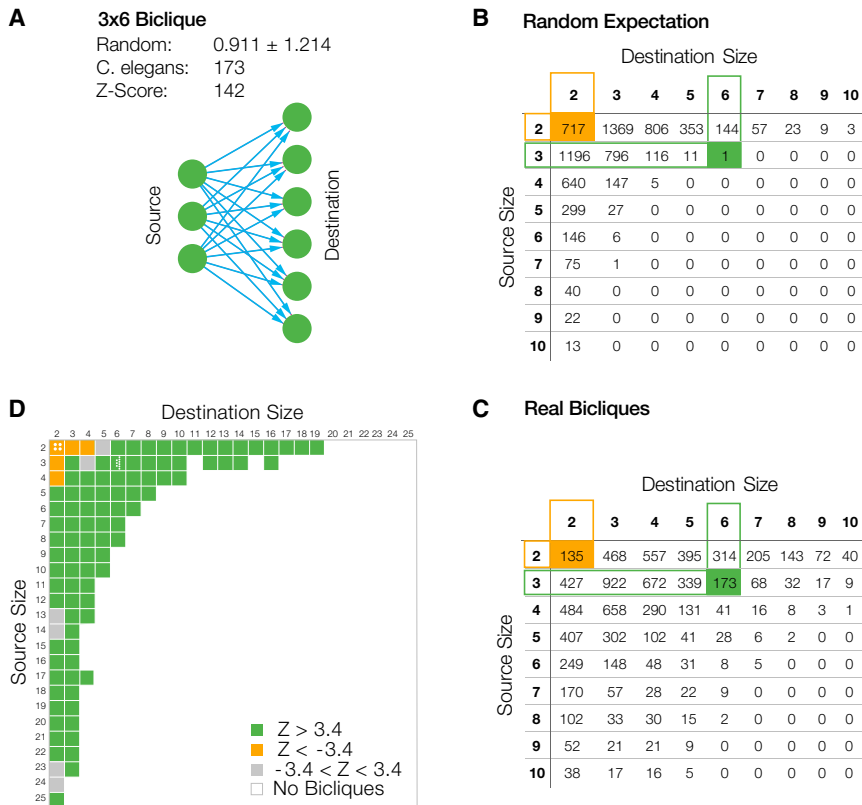 A
3x6 Biclique
Random: 0.911 ± 1.214
C. elegans: 173
Z-Score: 142
Source
Destination
B
Random Expectation
Destination Size
2 3 4 5 6 7 8 9 10
Source Size
2 717 1369 806 353 144 57 23 9 3
3 1196 796 116 11 1 0 0 0 0
4 640 147 5 0 0 0 0 0 0
5 299 27 0 0 0 0 0 0 0
6 146 6 0 0 0 0 0 0 0
7 75 1 0 0 0 0 0 0 0
8 40 0 0 0 0 0 0 0 0
9 22 0 0 0 0 0 0 0 0
10 13 0 0 0 0 0 0 0 0
D
Destination Size
2 3 4 5 6 7 8 9 10 11 12 13 14 15 16 17 18 19 20 21 22 23 24 25
Source Size
2
3
4
5
6
7
8
9
10
11
12
13
14
15
16
17
18
19
20
21
22
23
24
25
Z > 3.4
Z < -3.4
-3.4 < Z < 3.4
No Bicliques
C
Real Bicliques
Destination Size
2 3 4 5 6 7 8 9 10
Source Size
2 135 468 557 395 314 205 143 72 40
3 427 922 672 339 173 68 32 17 9
4 484 658 290 131 41 16 8 3 1
5 407 302 102 41 28 6 2 0 0
6 249 148 48 31 8 5 0 0 0
7 170 57 28 22 9 0 0 0 0
8 102 33 30 15 2 0 0 0 0
9 52 21 21 9 0 0 0 0 0
10 38 17 16 5 0 0 0 0 0